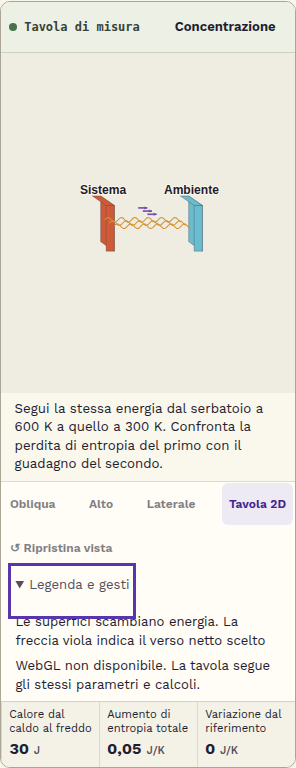 Tavola di misura Concentrazione
Sistema Ambiente
Segui la stessa energia dal serbatoio a
600 K a quello a 300 K. Confronta la
perdita di entropia del primo con il
guadagno del secondo.
Obliqua Alto Laterale Tavola 2D
↺ Ripristina vista
▼ Legenda e gesti
Le superfici scambiano energia. La
freccia viola indica il verso netto scelto
WebGL non disponibile. La tavola segue
gli stessi parametri e calcoli.
Calore dal Aumento di Variazione dal
caldo al freddo entropia totale riferimento
30 J 0,05 J/K 0 J/K